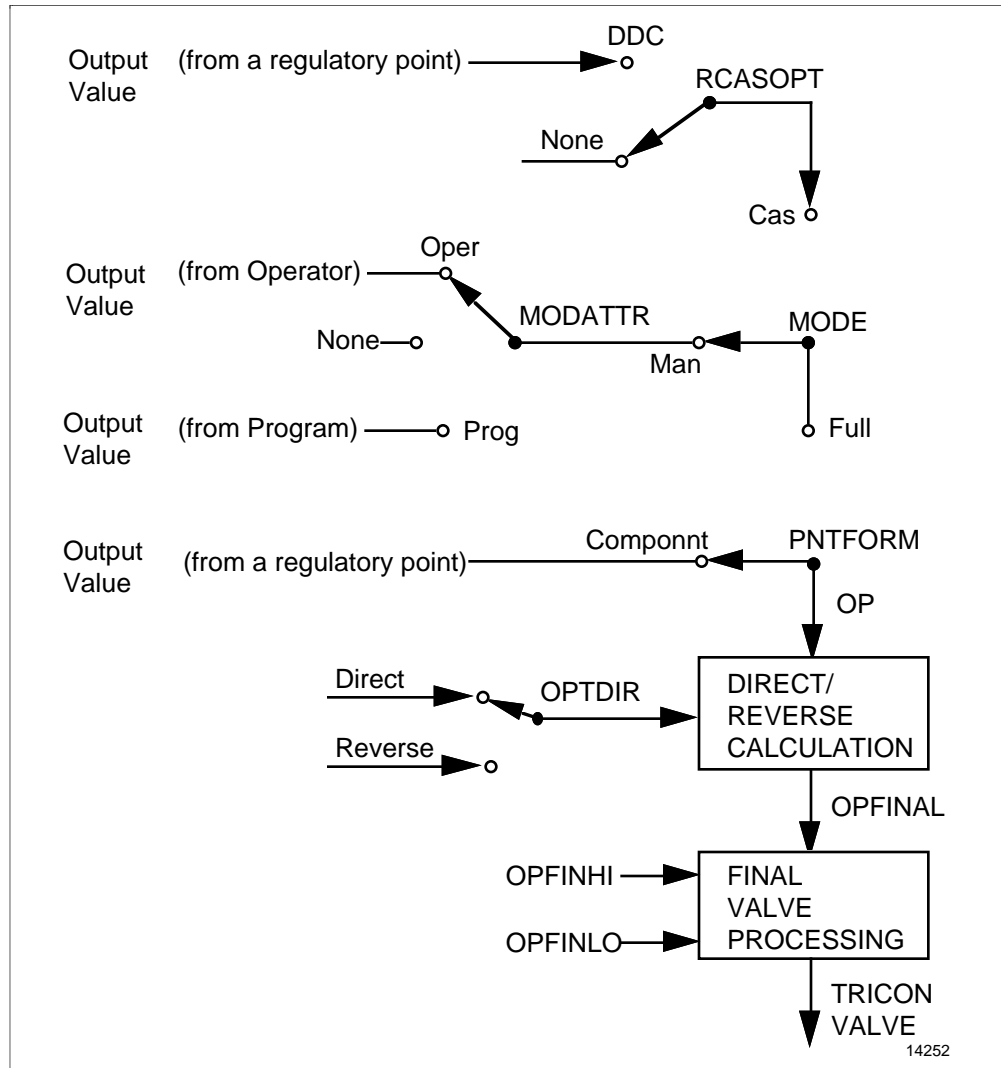 DDC
Output Value (from a regulatory point)
RCASOPT
None
Cas
Oper
Output Value (from Operator)
MODATTR
MODE
None
Man
Output Value (from Program)
Prog
Full
Componnt
PNTFORM
Output Value (from a regulatory point)
OP
Direct
OPTDIR
DIRECT/
REVERSE
CALCULATION
Reverse
OPFINAL
OPFINHI
FINAL
VALVE
PROCESSING
OPFINLO
TRICON
VALVE
14252